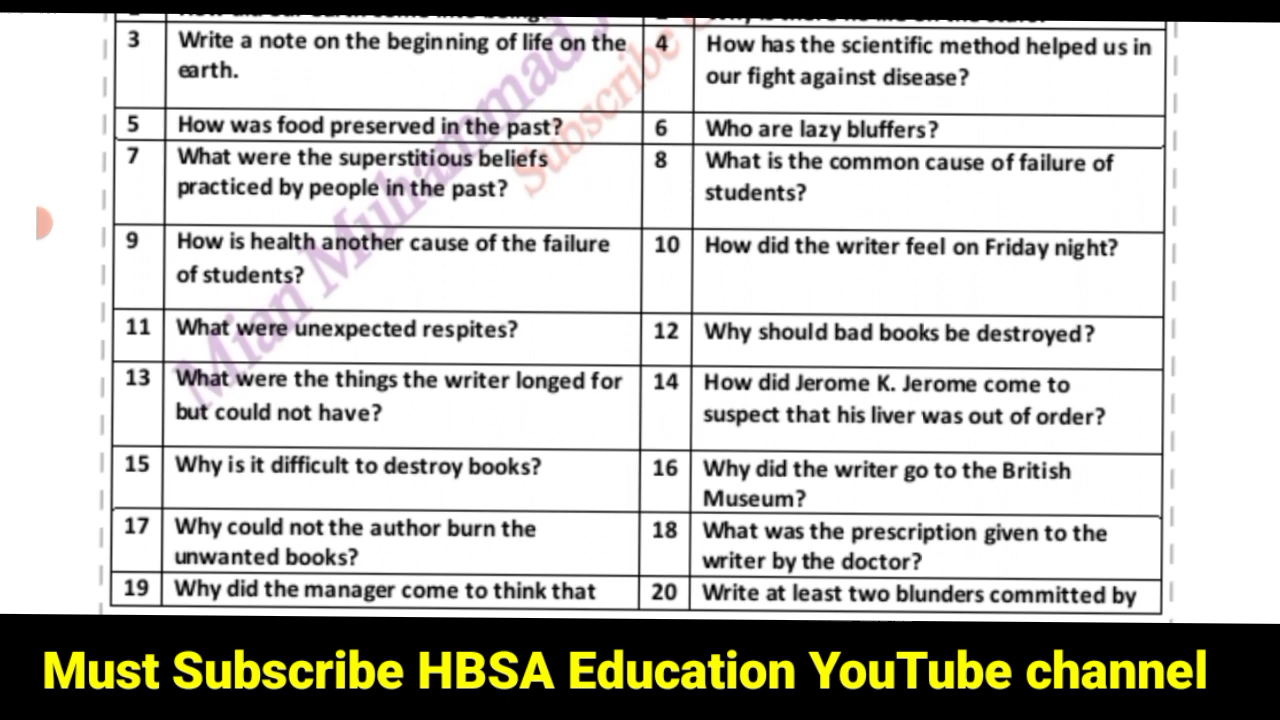 3 Write a note on the beginning of life on the
earth.
4 How has the scientific method helped us in
our fight against disease?
5 How was food preserved in the past?
6 Who are lazy bluffers?
7 What were the superstitious beliefs
practiced by people in the past?
8 What is the common cause of failure of
students?
9 How is health another cause of the failure
of students?
10 How did the writer feel on Friday night?
11 What were unexpected respites?
12 Why should bad books be destroyed?
13 What were the things the writer longed for
but could not have?
14 How did Jerome K. Jerome come to
suspect that his liver was out of order?
15 Why is it difficult to destroy books?
16 Why did the writer go to the British
Museum?
17 Why could not the author burn the
unwanted books?
18 What was the prescription given to the
writer by the doctor?
19 Why did the manager come to think that
20 Write at least two blunders committed by
Mian Muhammad
Subscribe
Must Subscribe HBSA Education YouTube channel